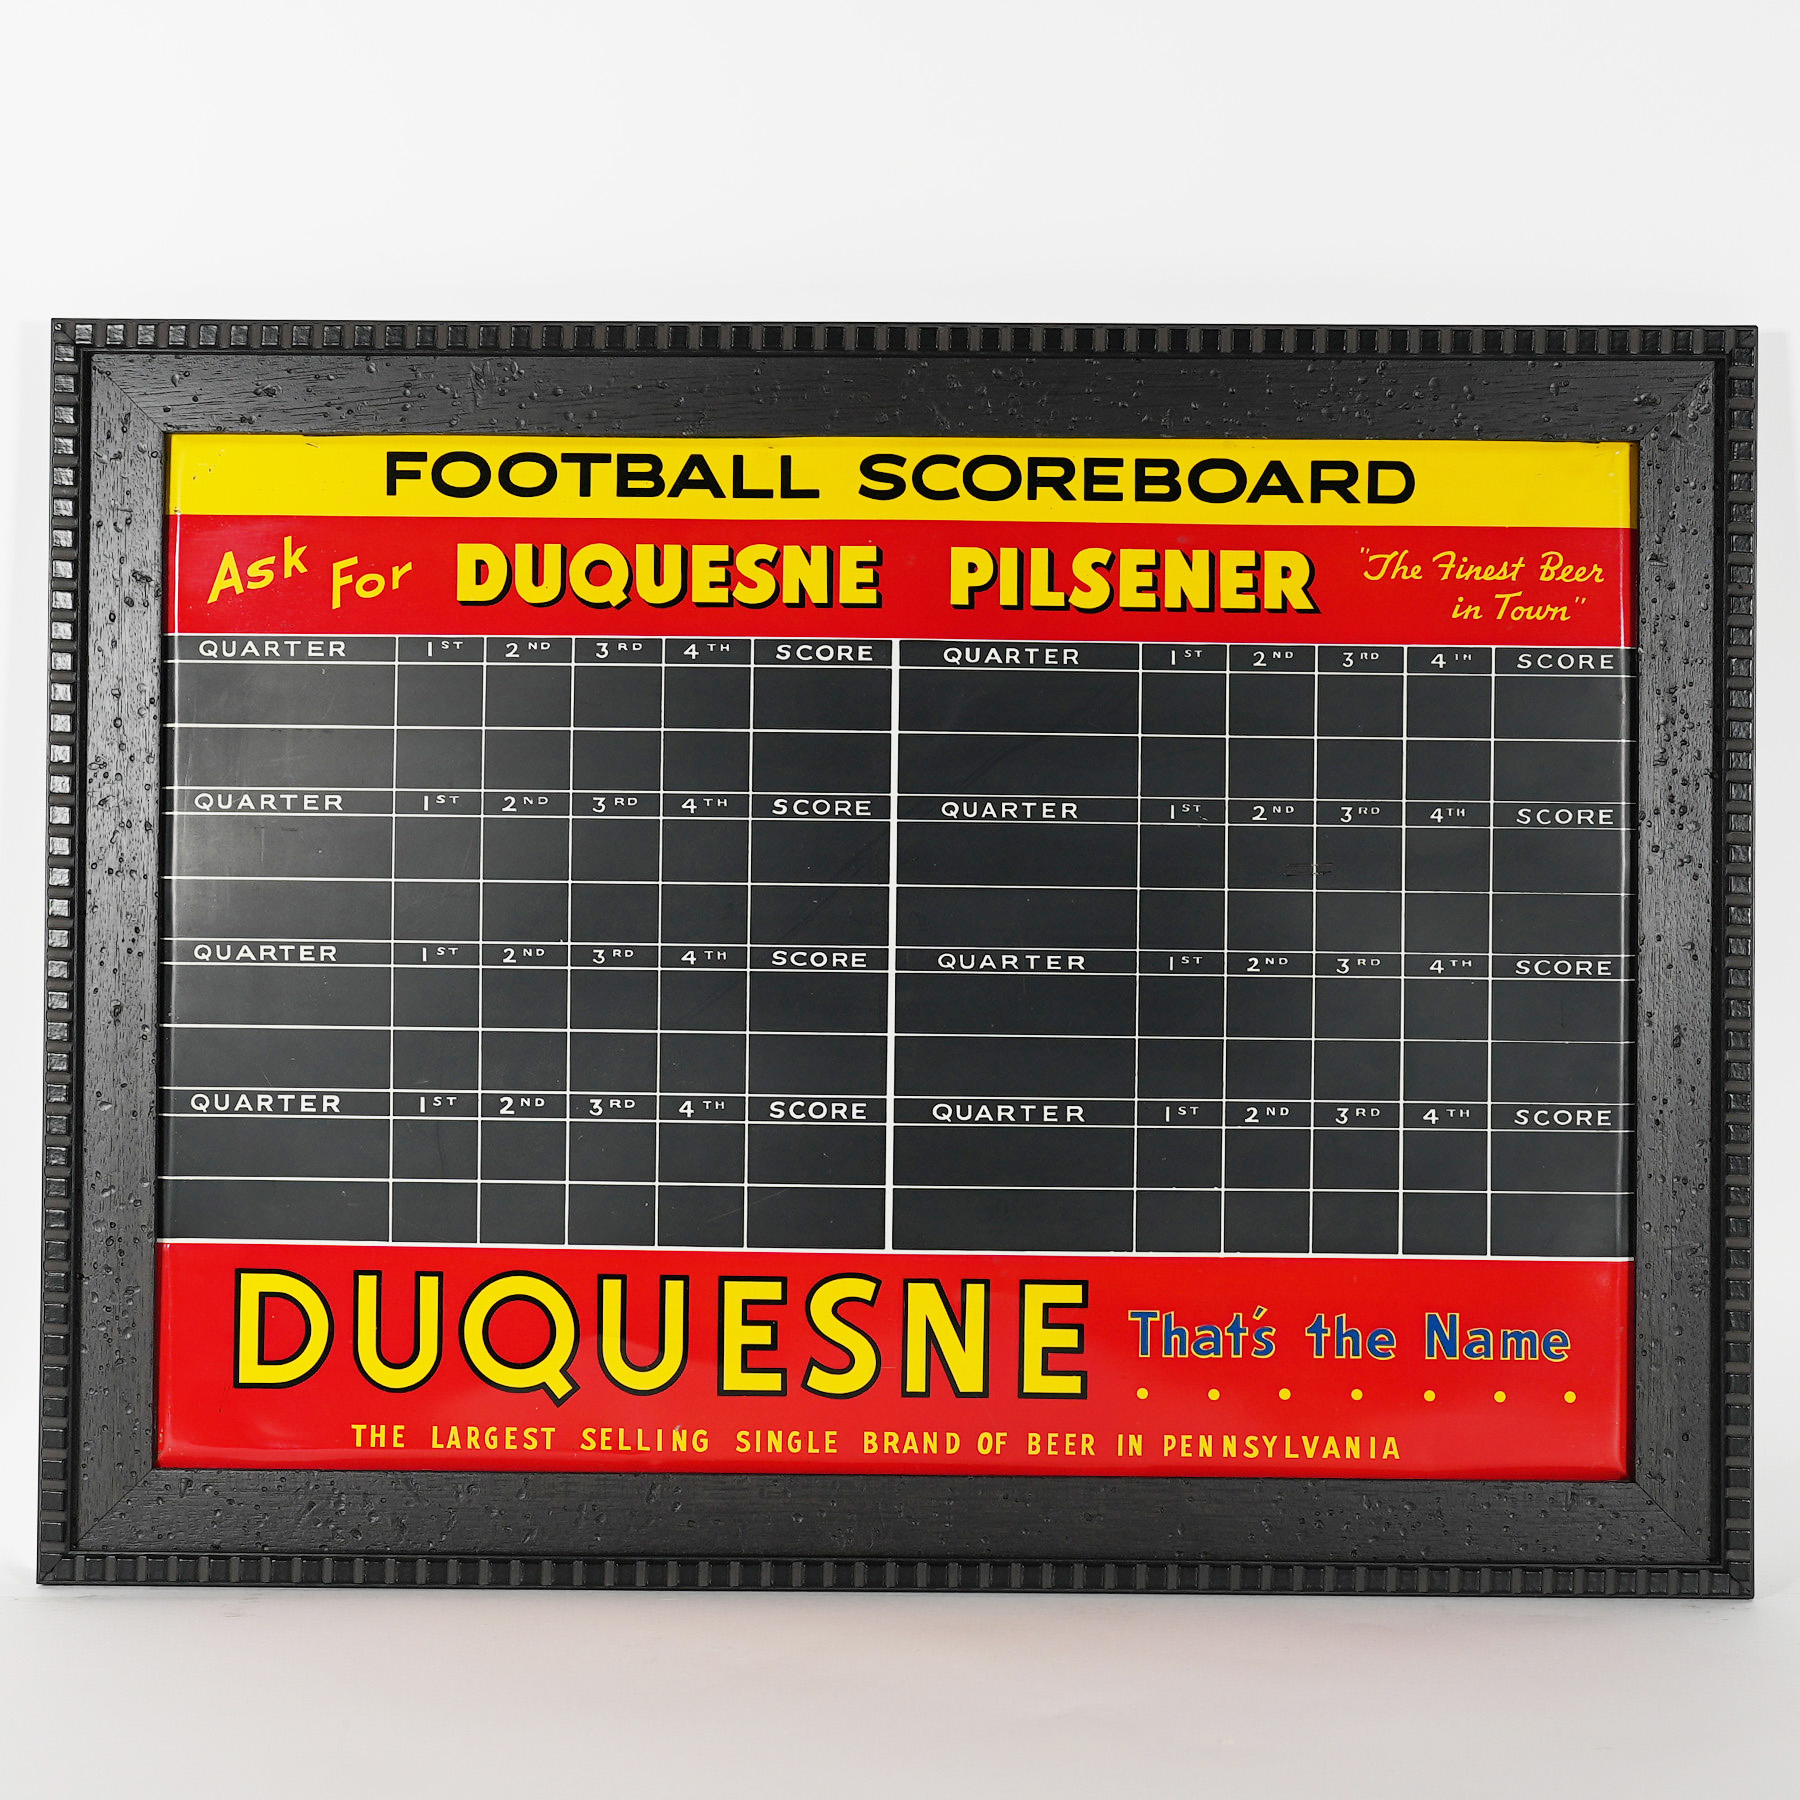 FOOTBALL SCOREBOARD
Ask For DUQUESNE PILSENER "The Finest Beer
in Town"
QUARTER 1ST 2ND 3RD 4TH SCORE QUARTER 1ST 2ND 3RD 4TH SCORE
QUARTER 1ST 2ND 3RD 4TH SCORE QUARTER 1ST 2ND 3RD 4TH SCORE
QUARTER 1ST 2ND 3RD 4TH SCORE QUARTER 1ST 2ND 3RD 4TH SCORE
QUARTER 1ST 2ND 3RD 4TH SCORE QUARTER 1ST 2ND 3RD 4TH SCORE
DUQUESNE That's the Name
. . . . . . .
THE LARGEST SELLING SINGLE BRAND OF BEER IN PENNSYLVANIA